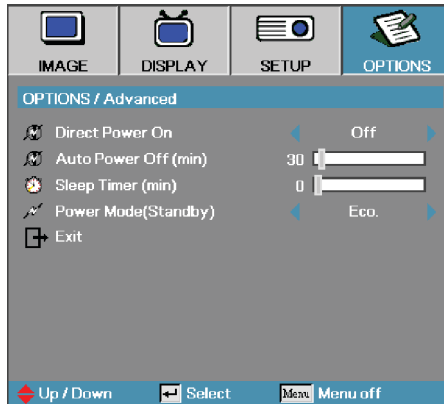 IMAGE DISPLAY SETUP OPTIONS
OPTIONS / Advanced
Direct Power On Off
Auto Power Off (min) 30
Sleep Timer (min) 0
Power Mode(Standby) Eco.
Exit
Up / Down Select Menu Menu off